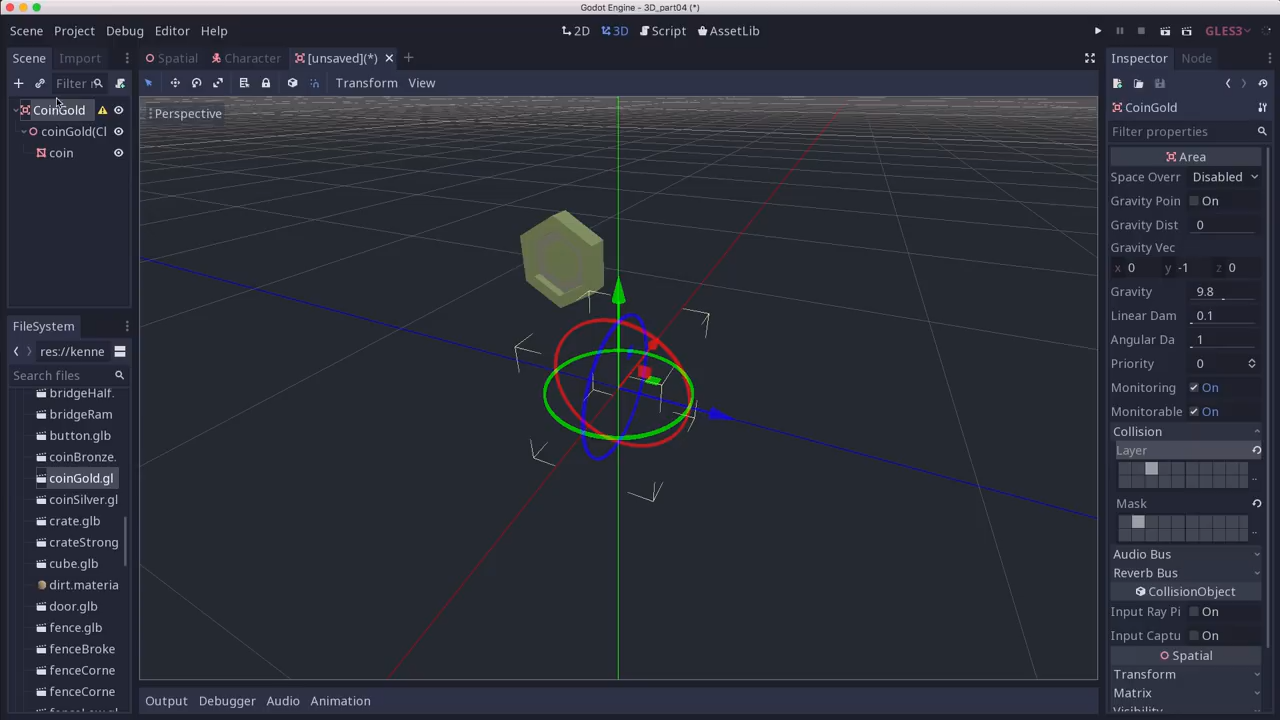 Godot Engine - 3D_part04 (*)
Scene Project Debug Editor Help
2D 3D Script AssetLib
GLES3
Scene Import
Spatial Character [unsaved](*)
Inspector Node
Filter
Transform View
CoinGold
coinGold(Cl
coin
Perspective
FileSystem
res://kenne
Search files
bridgeHalf.
bridgeRam
button.glb
coinBronze.
coinGold.gl
coinSilver.gl
crate.glb
crateStrong
cube.glb
dirt.materia
door.glb
fence.glb
fenceBroke
fenceCorne
fenceCorne
Output Debugger Audio Animation
CoinGold
Filter properties
Area
Space Overr Disabled
Gravity Poin On
Gravity Dist 0
Gravity Vec
x 0 y -1 z 0
Gravity 9.8
Linear Dam 0.1
Angular Da 1
Priority 0
Monitoring On
Monitorable On
Collision
Layer
..
Mask
..
Audio Bus
Reverb Bus
CollisionObject
Input Ray Pi On
Input Captu On
Spatial
Transform
Matrix
Visibility